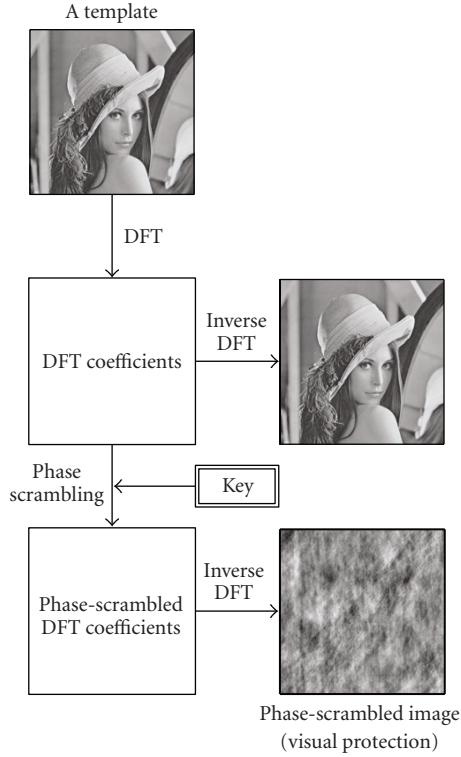 A template
DFT
DFT coefficients
Inverse
DFT
Phase
scrambling
Key
Phase-scrambled
DFT coefficients
Inverse
DFT
Phase-scrambled image
(visual protection)